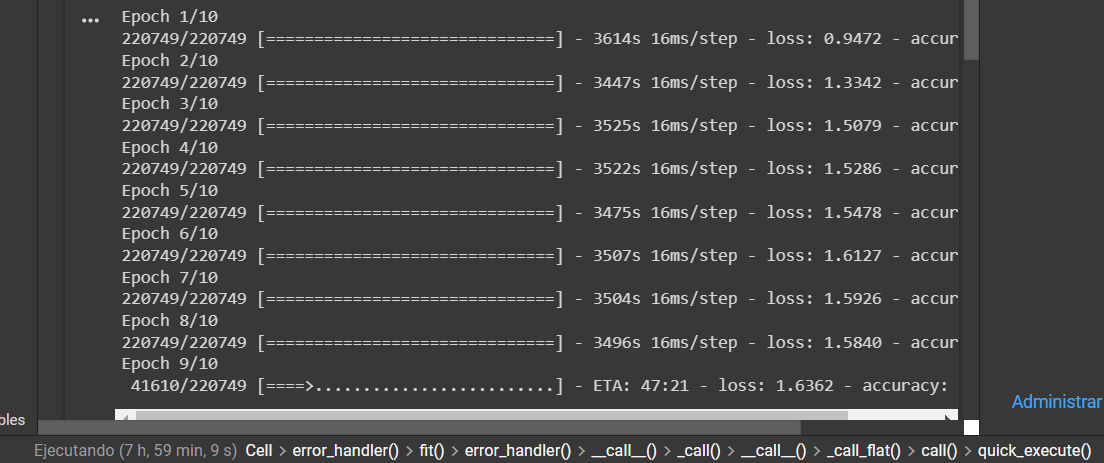 Epoch 1/10
220749/220749 [==============================] - 3614s 16ms/step - loss: 0.9472 - accur
Epoch 2/10
220749/220749 [==============================] - 3447s 16ms/step - loss: 1.3342 - accur
Epoch 3/10
220749/220749 [==============================] - 3525s 16ms/step - loss: 1.5079 - accur
Epoch 4/10
220749/220749 [==============================] - 3522s 16ms/step - loss: 1.5286 - accur
Epoch 5/10
220749/220749 [==============================] - 3475s 16ms/step - loss: 1.5478 - accur
Epoch 6/10
220749/220749 [==============================] - 3507s 16ms/step - loss: 1.6127 - accur
Epoch 7/10
220749/220749 [==============================] - 3504s 16ms/step - loss: 1.5926 - accur
Epoch 8/10
220749/220749 [==============================] - 3496s 16ms/step - loss: 1.5840 - accur
Epoch 9/10
41610/220749 [====>.........................] - ETA: 47:21 - loss: 1.6362 - accuracy:
Administrar
bles
Ejecutando (7 h, 59 min, 9 s) Cell > error_handler() > fit() > error_handler() > __call__() > _call() > __call__() > _call_flat() > call() > quick_execute()